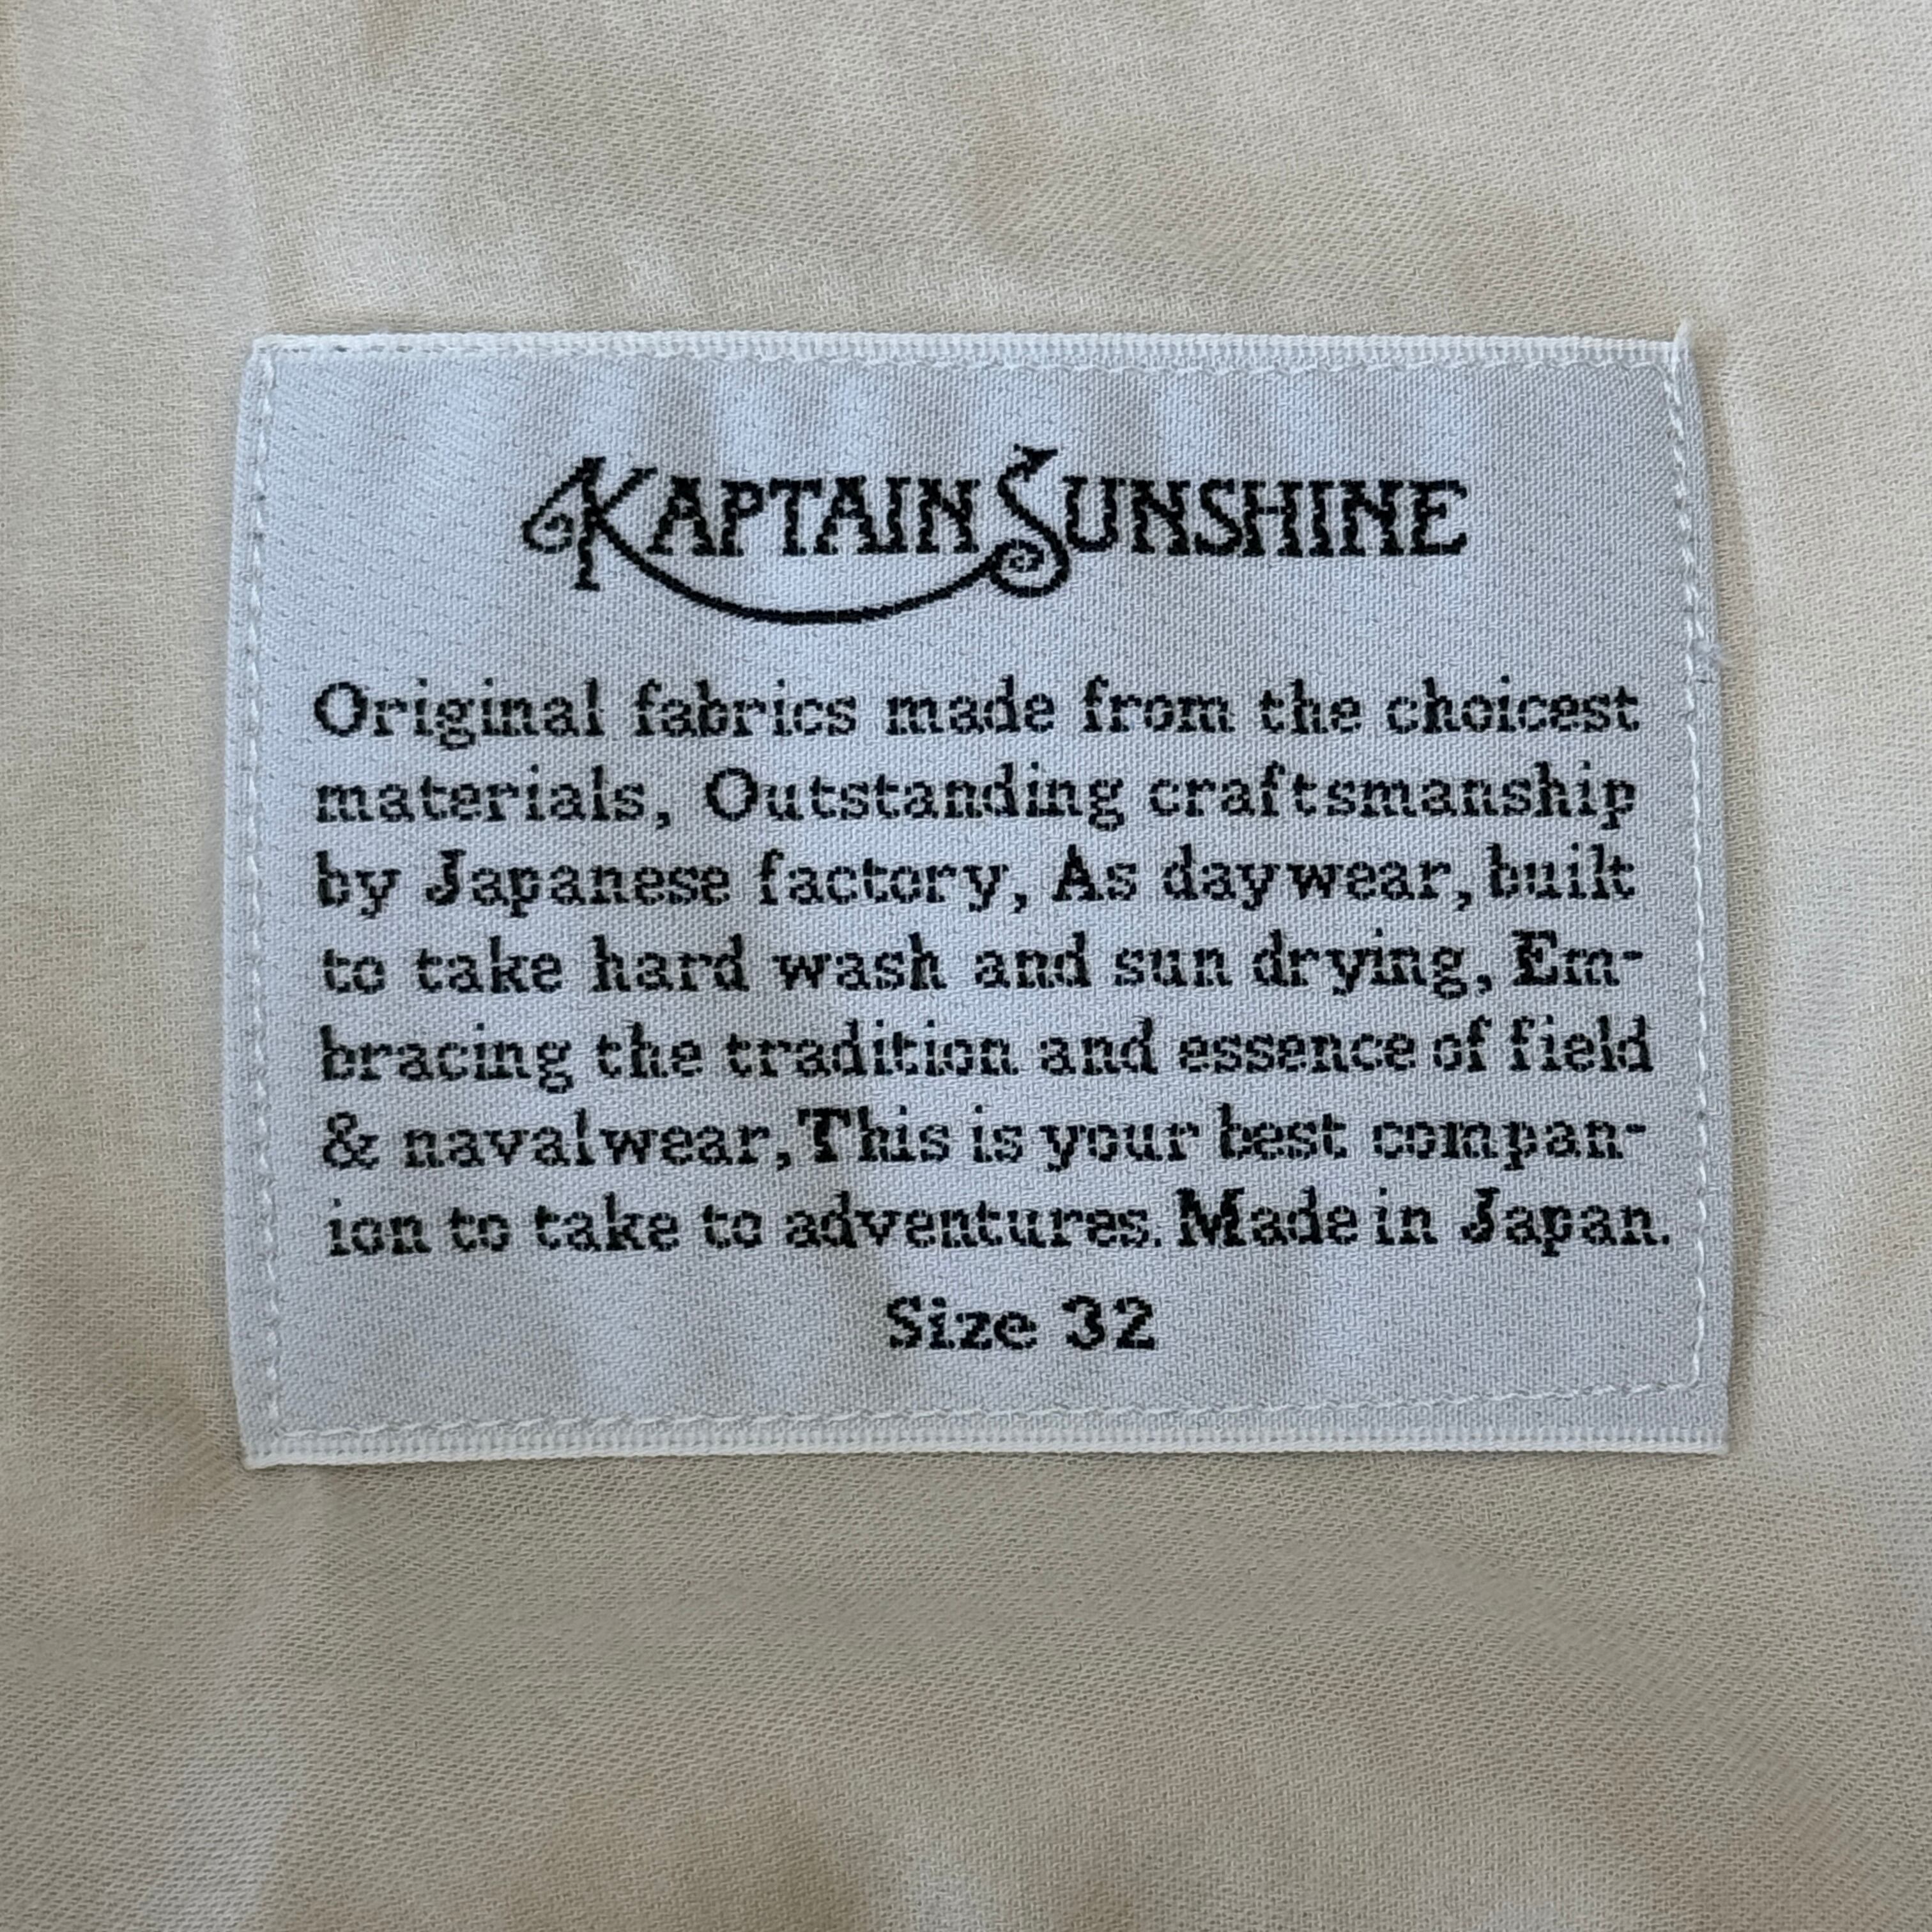 KAPTAIN SUNSHINE
Original fabrics made from the choicest
materials, Outstanding craftsmanship
by Japanese factory, As daywear, built
to take hard wash and sun drying, Em-
bracing the tradition and essence of field
& navalwear, This is your best compan-
ion to take to adventures. Made in Japan.
Size 32